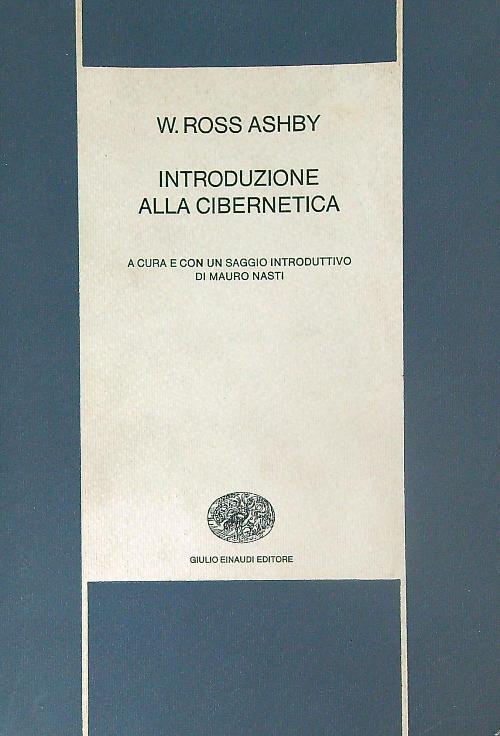 W. ROSS ASHBY
INTRODUZIONE
ALLA CIBERNETICA
A CURA E CON UN SAGGIO INTRODUTTIVO
DI MAURO NASTI
GIULIO EINAUDI EDITORE